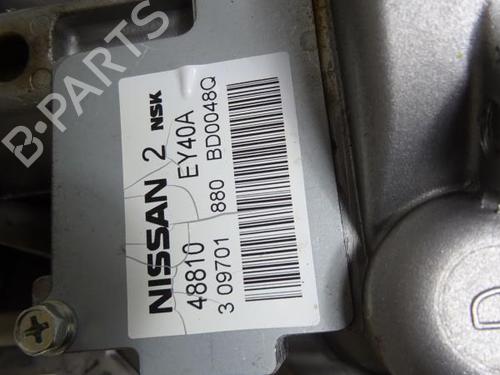 NISSAN 2 NSK
48810 EY40A
3 09701 880 BD0048Q
B-PARTS